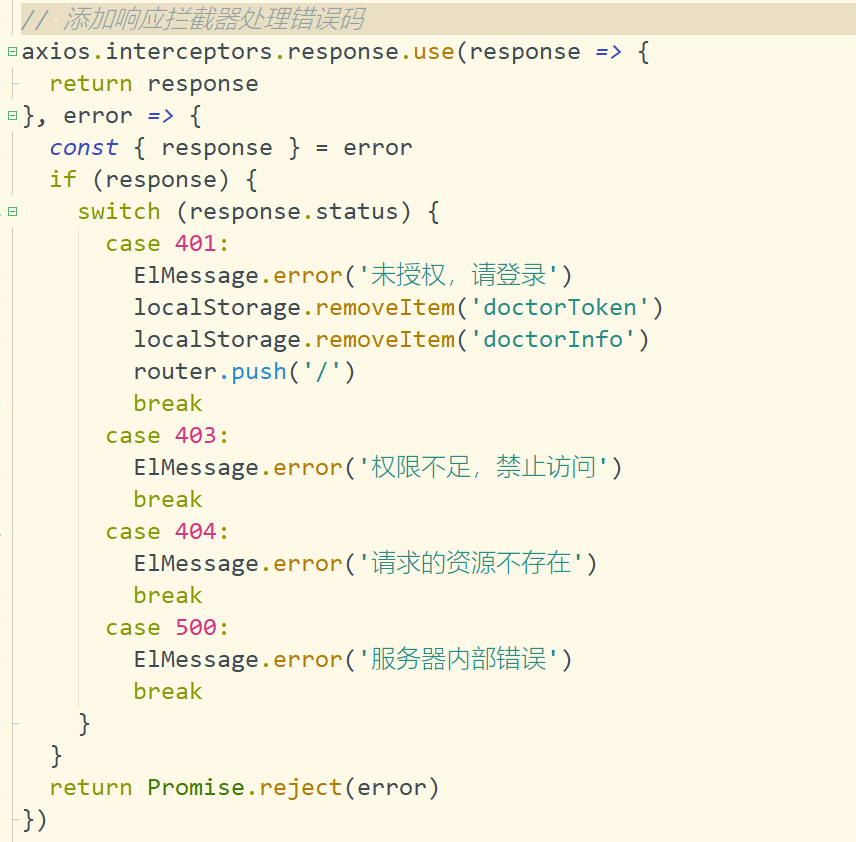 // 添加响应拦截器处理错误码
axios.interceptors.response.use(response => {
  return response
}, error => {
  const { response } = error
  if (response) {
    switch (response.status) {
      case 401:
        ElMessage.error('未授权，请登录')
        localStorage.removeItem('doctorToken')
        localStorage.removeItem('doctorInfo')
        router.push('/')
        break
      case 403:
        ElMessage.error('权限不足，禁止访问')
        break
      case 404:
        ElMessage.error('请求的资源不存在')
        break
      case 500:
        ElMessage.error('服务器内部错误')
        break
    }
  }
  return Promise.reject(error)
})